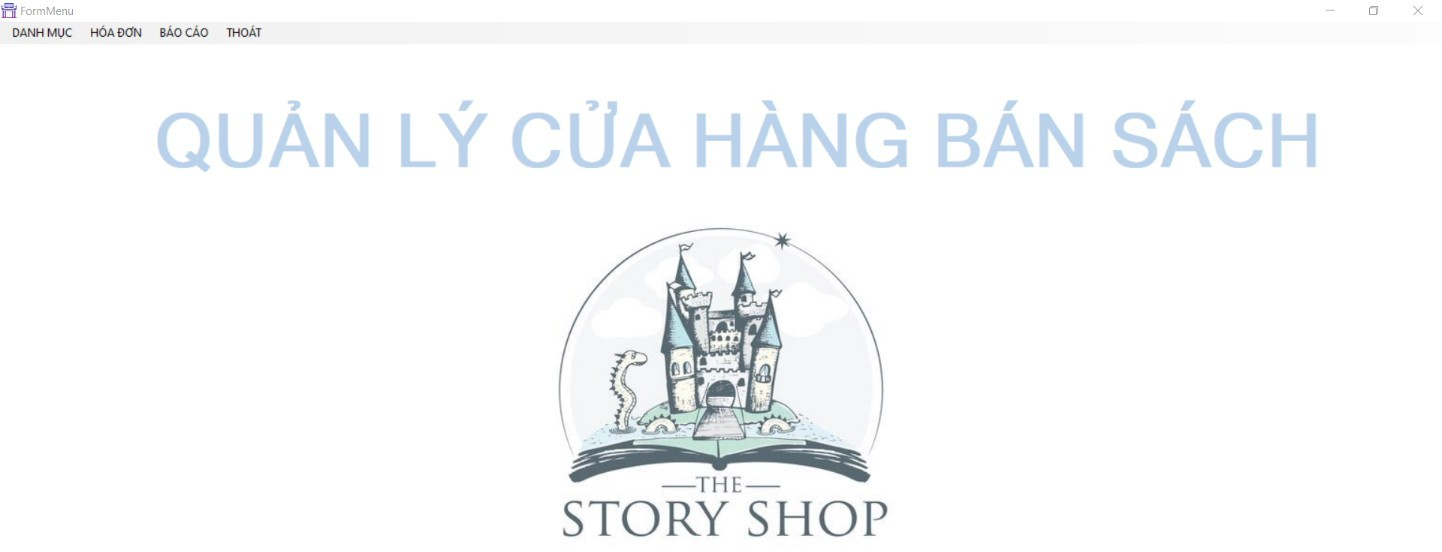 FormMenu
DANH MỤC HÓA ĐƠN BÁO CÁO THOÁT
QUẢN LÝ CỬA HÀNG BÁN SÁCH
THE
STORY SHOP